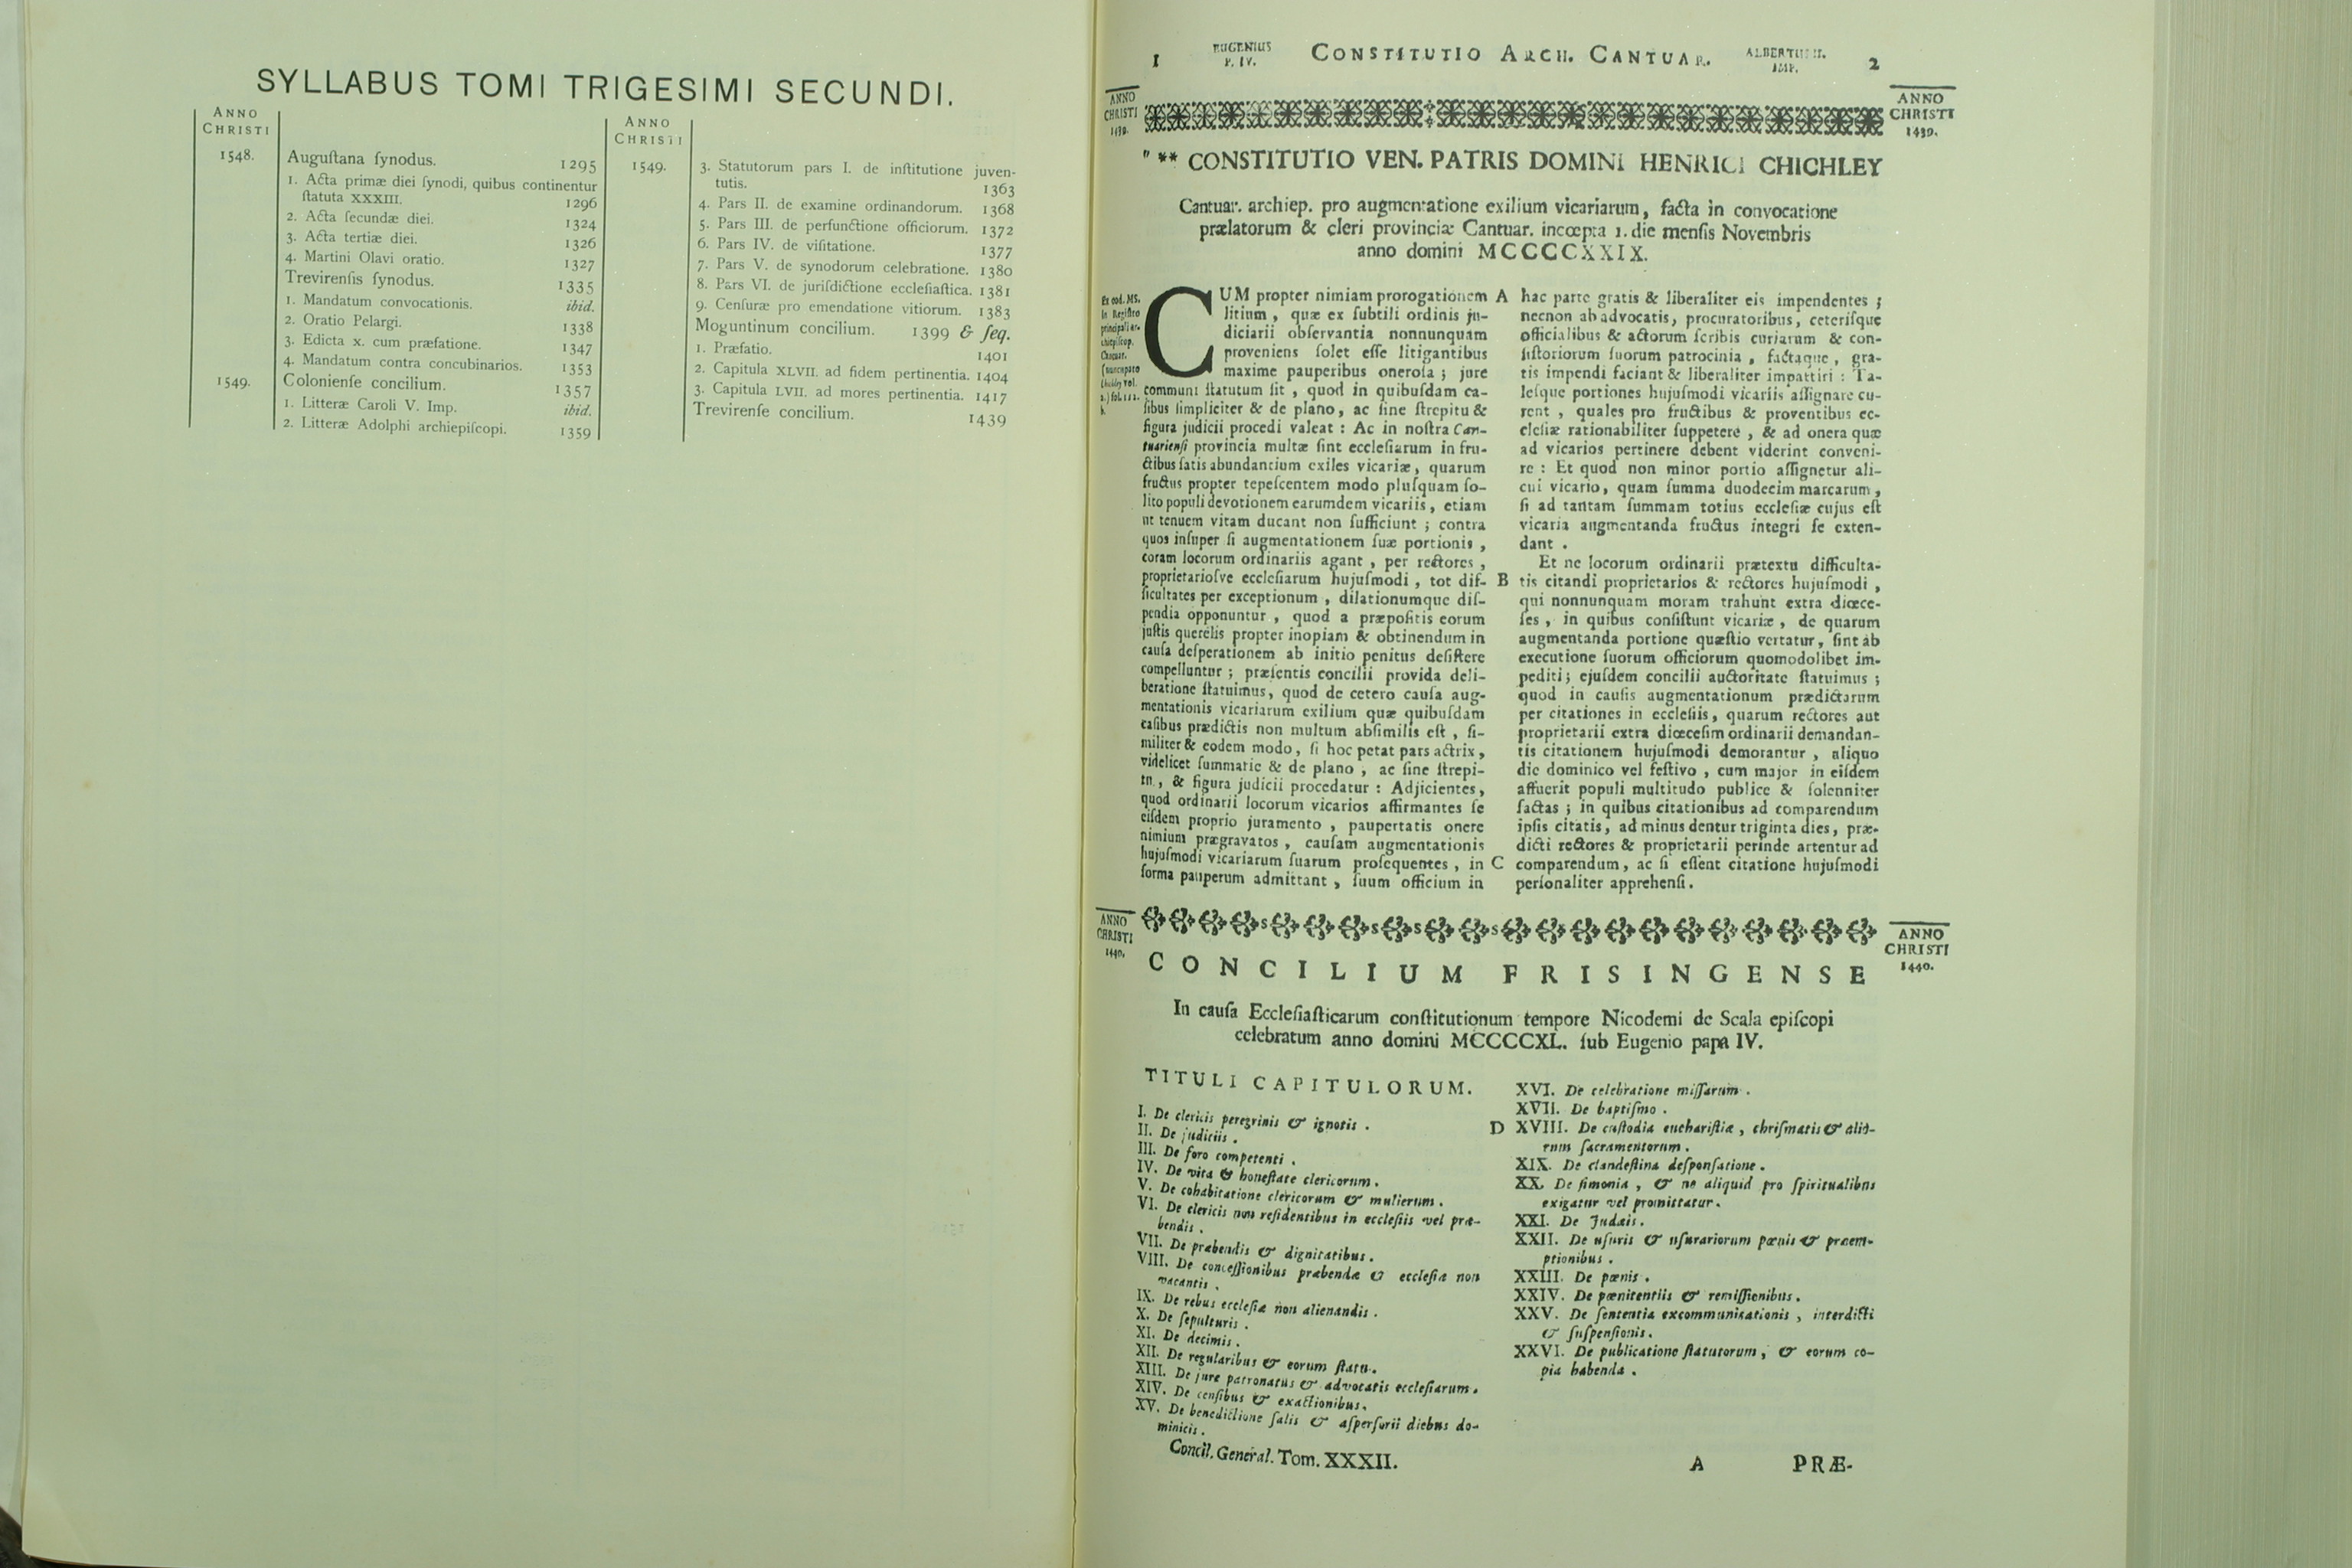 SYLLABUS TOMI TRIGESIMI SECUNDI.
ANNO
CHRISTI
1548.
Auguſtana ſynodus. 1295
1. Acta primæ diei ſynodi, quibus continentur
ſtatuta XXXIII. 1296
2. Acta ſecundæ diei. 1324
3. Acta tertiæ diei. 1326
4. Martini Olavi oratio. 1327
Trevirenſis ſynodus. 1335
1. Mandatum convocationis. ibid.
2. Oratio Pelargi. 1338
3. Edicta x. cum præfatione. 1347
4. Mandatum contra concubinarios. 1353
1549. Colonienſe concilium. 1357
1. Litteræ Caroli V. Imp. ibid.
2. Litteræ Adolphi archiepiſcopi. 1359
ANNO
CHRISTI
1549.
3. Statutorum pars I. de inſtitutione juven-
tutis. 1363
4. Pars II. de examine ordinandorum. 1368
5. Pars III. de perfunctione officiorum. 1372
6. Pars IV. de viſitatione. 1377
7. Pars V. de synodorum celebratione. 1380
8. Pars VI. de juriſdictione eccleſiaſtica. 1381
9. Cenſuræ pro emendatione vitiorum. 1383
Moguntinum concilium. 1399 & ſeq.
1. Præfatio. 1401
2. Capitula XLVII. ad fidem pertinentia. 1404
3. Capitula LVII. ad mores pertinentia. 1417
Trevirenſe concilium. 1439
1 EUGENIUS P. IV. CONSTITUTIO ARCH. CANTUAR. ALBERTUS II. IMP. 2
ANNO
CHRISTI
1439.
ANNO
CHRISTI
1439.
" ** CONSTITUTIO VEN. PATRIS DOMINI HENRICI CHICHLEY
Cantuar. archiep. pro augmentatione exilium vicariarum, facta in convocatione
prælatorum & cleri provinciæ Cantuar. incœpta 1. die menſis Novembris
anno domini MCCCCXXIX.
Ex cod. MS.
in Regiſtro
principali ar-
chiepiſcop.
Cantuar.
CUM propter nimiam prorogationem A
litium, quæ ex ſubtili ordinis ju-
diciarii obſervantia nonnunquam
proveniens ſolet eſſe litigantibus
maxime pauperibus oneroſa; jure
communi ſtatutum ſit, quod in quibuſdam ca-
ſibus ſimpliciter & de plano, ac ſine ſtrepitu &
figura judicii procedi valeat: Ac in noſtra Can-
tuarienſi provincia multæ ſint eccleſiarum in fru-
ctibus ſatis abundantium exiles vicariæ, quarum
fructus propter tepeſcentem modo pluſquam ſo-
lito populi devotionem earumdem vicariis, etiam
ut tenuem vitam ducant non ſufficiunt; contra
quos inſuper ſi augmentationem ſuæ portionis,
coram locorum ordinariis agant, per rectores,
proprietarioſve eccleſiarum hujuſmodi, tot dif- B
ficultates per exceptionum, dilationumque diſ-
pendia opponuntur, quod a præpoſitis eorum
juſtis querelis propter inopiam & obtinendum in
cauſa deſperationem ab initio penitus deſiſtere
compelluntur; præſentis concilii provida deli-
beratione ſtatuimus, quod de cetero cauſa aug-
mentationis vicariarum exilium quæ quibuſdam
caſibus prædictis non multum abſimilis eſt, ſi-
militer & eodem modo, ſi hoc petat pars actrix,
videlicet ſummarie & de plano, ac ſine ſtrepi-
tu, & figura judicii procedatur: Adjicientes,
quod ordinarii locorum vicarios affirmantes ſe
eiſdem proprio juramento, paupertatis onere
nimium prægravatos, cauſam augmentationis
hujuſmodi vicariarum ſuarum proſequentes, in C
forma pauperum admittant, ſuum officium in
hac parte gratis & liberaliter eis impendentes;
necnon ab advocatis, procuratoribus, ceteriſque
officialibus & actorum ſcribis curiarum & con-
ſiſtoriorum ſuorum patrocinia, factaque, gra-
tis impendi faciant & liberaliter impattiri: Ta-
leſque portiones hujuſmodi vicariis aſſignare cu-
rent, quales pro fructibus & proventibus ec-
cleſiæ rationabiliter ſuppetere, & ad onera quæ
ad vicarios pertinere debent viderint conveni-
re: Et quod non minor portio aſſignetur ali-
cui vicario, quam ſumma duodecim marcarum,
ſi ad tantam ſummam totius eccleſiæ cujus eſt
vicaria augmentanda fructus integri ſe exten-
dant.
Et ne locorum ordinarii prætextu difficulta-
tis citandi proprietarios & rectores hujuſmodi,
qui nonnunquam moram trahunt extra diœce-
ſes, in quibus conſiſtunt vicariæ, de quarum
augmentanda portione quæſtio vertatur, ſint ab
executione ſuorum officiorum quomodolibet im-
pediti; ejuſdem concilii auctoritate ſtatuimus;
quod in cauſis augmentationum prædictarum
per citationes in eccleſiis, quarum rectores aut
proprietarii extra diœceſim ordinarii demandan-
tis citationem hujuſmodi demorantur, aliquo
die dominico vel feſtivo, cum major in eiſdem
affuerit populi multitudo publice & ſolenniter
factas; in quibus citationibus ad comparendum
ipſis citatis, ad minus dentur triginta dies, præ-
dicti rectores & proprietarii perinde artentur ad
comparendum, ac ſi eſſent citatione hujuſmodi
perſonaliter apprehenſi.
ANNO
CHRISTI
1440.
ANNO
CHRISTI
1440.
CONCILIUM FRISINGENSE
In cauſa Eccleſiaſticarum conſtitutionum tempore Nicodemi de Scala epiſcopi
celebratum anno domini MCCCCXL. ſub Eugenio papa IV.
TITULI CAPITULORUM.
I. De clericis peregrinis & ignotis.
II. De judiciis.
III. De foro competenti.
IV. De vita & honeſtate clericorum.
V. De cohabitatione clericorum & mulierum.
VI. De clericis non reſidentibus in eccleſiis vel præ-
bendis.
VII. De præbendis & dignitatibus.
VIII. De conceſſionibus præbendæ & eccleſiæ non
vacantis.
IX. De rebus eccleſiæ non alienandis.
X. De ſepulturis.
XI. De decimis.
XII. De regularibus & eorum ſtatu.
XIII. De jure patronatus & advocatis eccleſiarum.
XIV. De cenſibus & exactionibus.
XV. De benedictione ſalis & aſperſorii diebus do-
minicis.
XVI. De celebratione miſſarum.
XVII. De baptiſmo.
D XVIII. De cuſtodia euchariſtiæ, chriſmatis & alio-
rum ſacramentorum.
XIX. De clandeſtina deſponſatione.
XX. De ſimonia, & ne aliquid pro ſpiritualibus
exigatur vel promittatur.
XXI. De Judæis.
XXII. De uſuris & uſurariorum pœnis & præem-
ptionibus.
XXIII. De pœnis.
XXIV. De pœnitentiis & remiſſionibus.
XXV. De ſententia excommunicationis, interdicti
& ſuſpenſionis.
XXVI. De publicatione ſtatutorum, & eorum co-
pia habenda.
Concil. General. Tom. XXXII. A PRÆ-